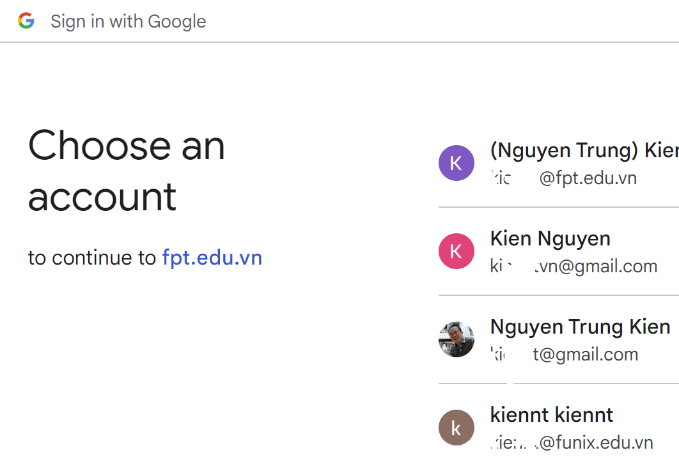 Sign in with Google
Choose an
account
to continue to fpt.edu.vn
K
(Nguyen Trung) Kien
@fpt.edu.vn
K
Kien Nguyen
vn@gmail.com
Nguyen Trung Kien
t@gmail.com
k
kiennt kiennt
@funix.edu.vn